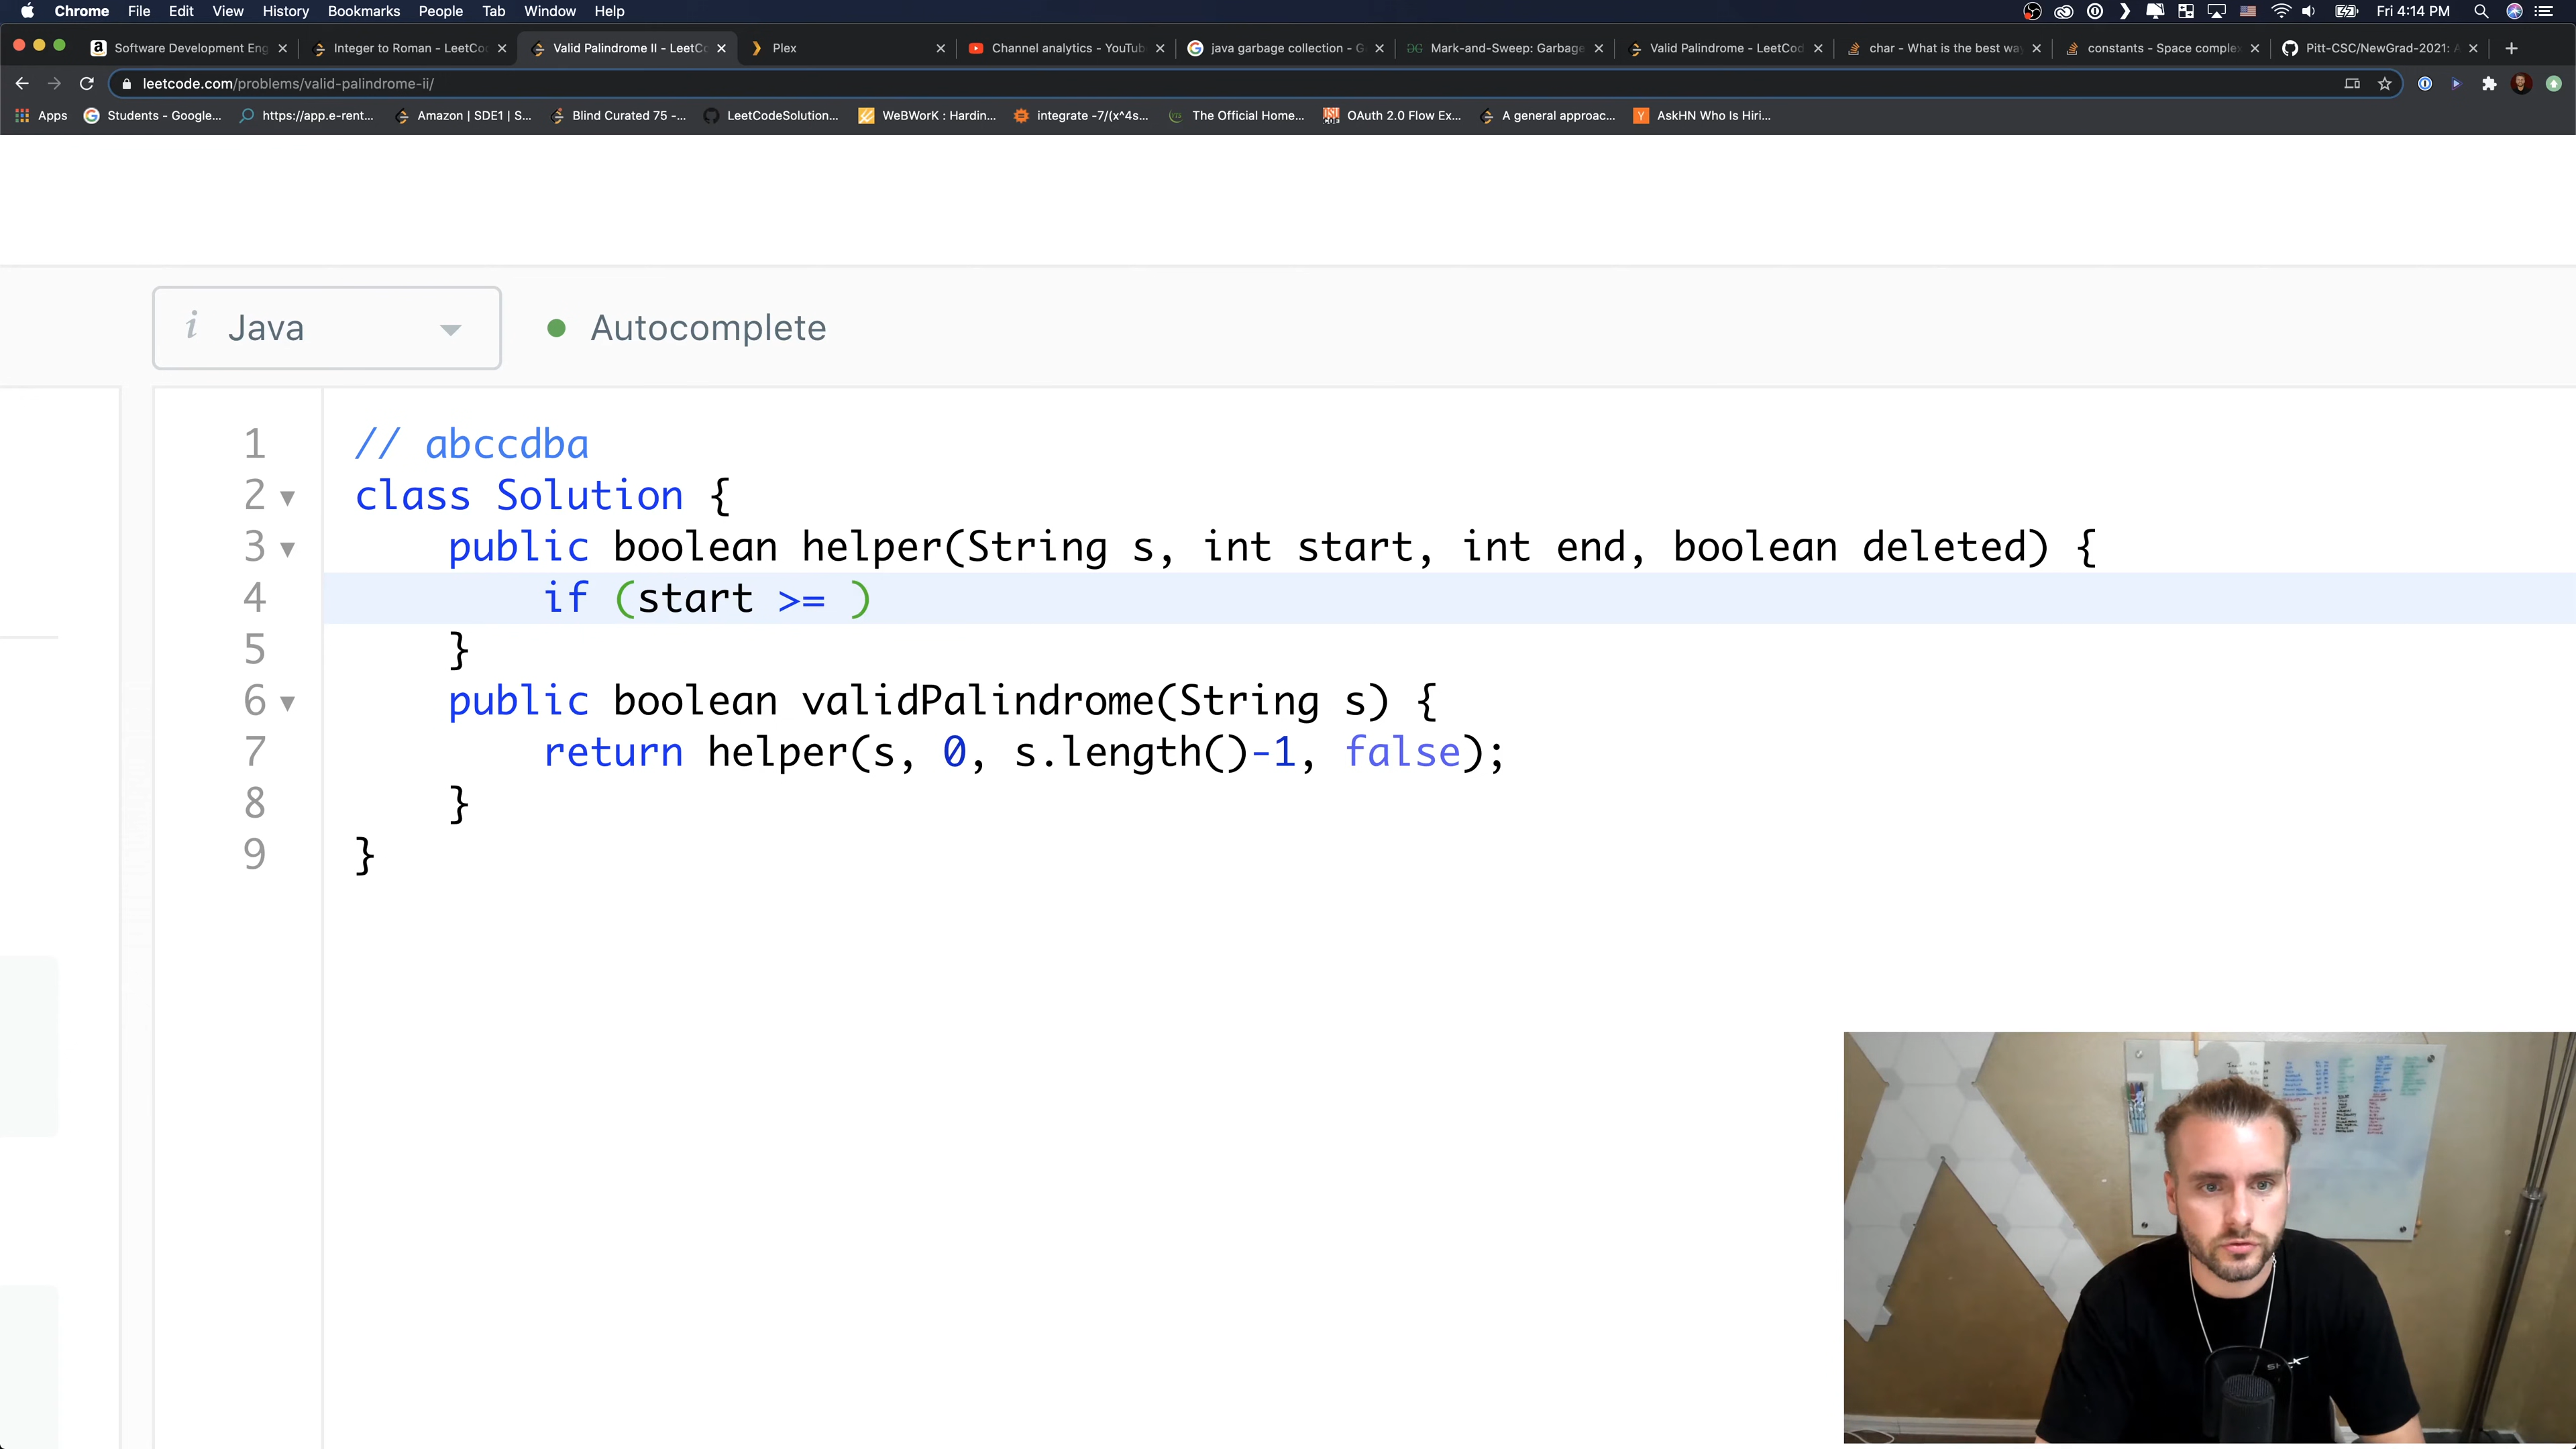 Chrome File Edit View History Bookmarks People Tab Window Help Fri 4:14 PM
Software Development Eng Integer to Roman - LeetCo Valid Palindrome II - LeetC Plex Channel analytics - YouTub java garbage collection - G Mark-and-Sweep: Garbage Valid Palindrome - LeetCod char - What is the best wa constants - Space comple Pitt-CSC/NewGrad-2021: A
leetcode.com/problems/valid-palindrome-ii/
Apps Students - Google... https://app.e-rent... Amazon | SDE1 | S... Blind Curated 75 -... LeetCodeSolution... WeBWorK : Hardin... integrate -7/(x^4s... The Official Home... OAuth 2.0 Flow Ex... A general approac... AskHN Who Is Hiri...
i Java Autocomplete
1 // abccdba
2 class Solution {
3 public boolean helper(String s, int start, int end, boolean deleted) {
4 if (start >= )
5 }
6 public boolean validPalindrome(String s) {
7 return helper(s, 0, s.length()-1, false);
8 }
9 }